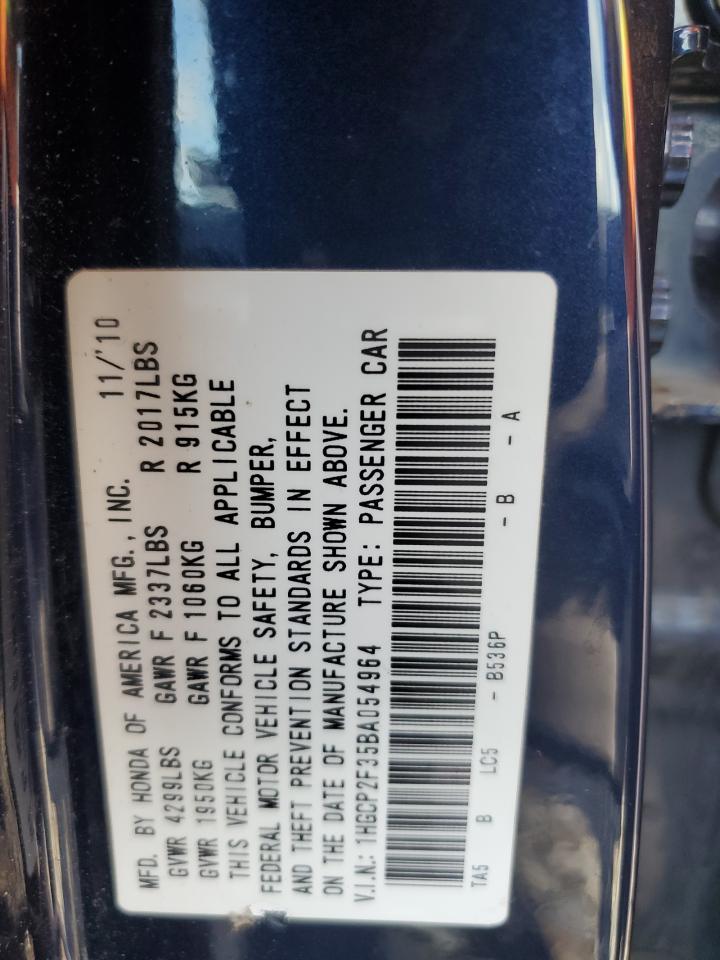 MFD. BY HONDA OF AMERICA MFG., INC. 11/'10
GVWR 4299LBS GAWR F 2337LBS R 2017LBS
GVWR 1950KG GAWR F 1060KG R 915KG
THIS VEHICLE CONFORMS TO ALL APPLICABLE
FEDERAL MOTOR VEHICLE SAFETY, BUMPER,
AND THEFT PREVENTION STANDARDS IN EFFECT
ON THE DATE OF MANUFACTURE SHOWN ABOVE.
V.I.N.: 1HGCP2F35BA054964 TYPE: PASSENGER CAR
TA5 B LC5 - B536P - B - A